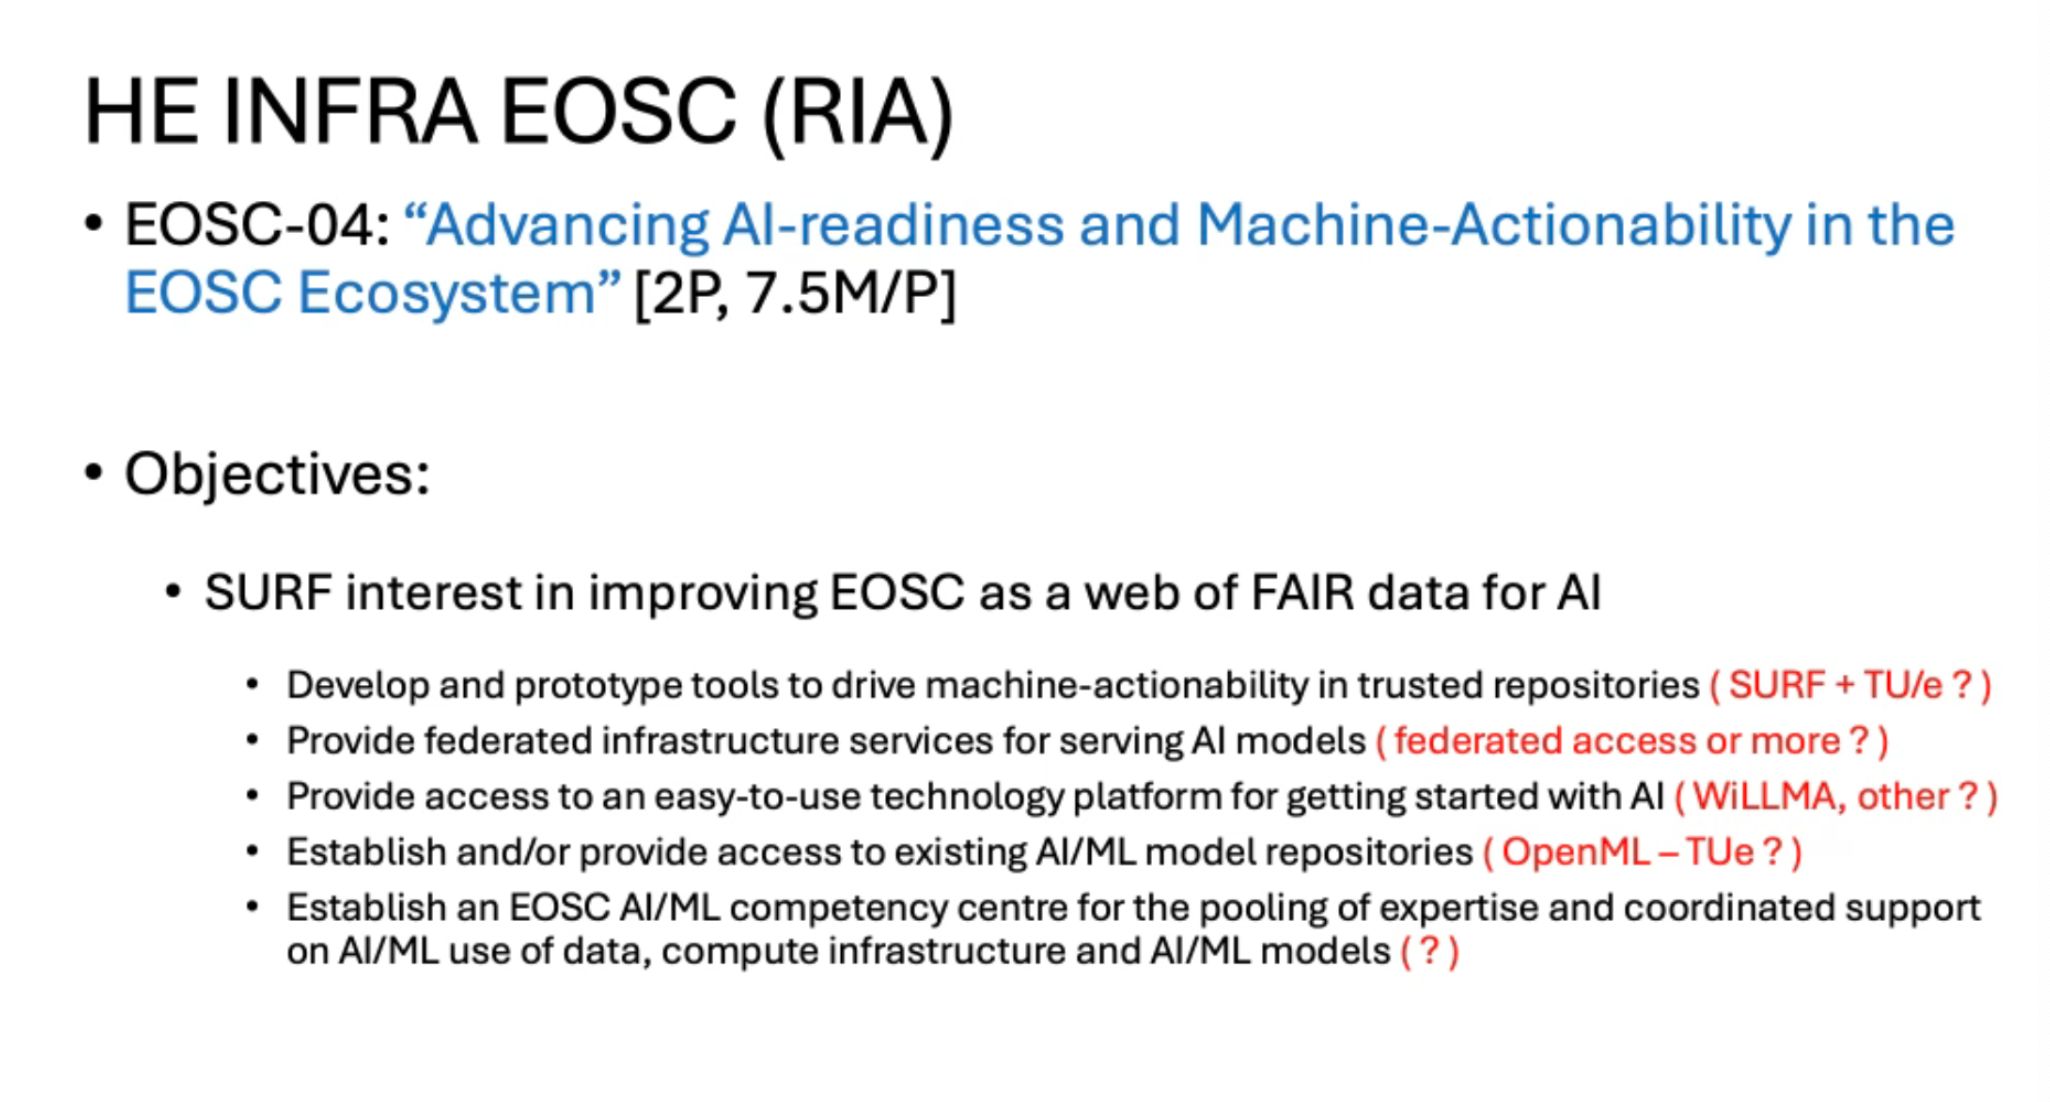 HE INFRA EOSC (RIA)
• EOSC-04: “Advancing AI-readiness and Machine-Actionability in the
EOSC Ecosystem” [2P, 7.5M/P]
• Objectives:
• SURF interest in improving EOSC as a web of FAIR data for AI
• Develop and prototype tools to drive machine-actionability in trusted repositories ( SURF + TU/e ? )
• Provide federated infrastructure services for serving AI models ( federated access or more ? )
• Provide access to an easy-to-use technology platform for getting started with AI ( WiLLMA, other ? )
• Establish and/or provide access to existing AI/ML model repositories ( OpenML – TUe ? )
• Establish an EOSC AI/ML competency centre for the pooling of expertise and coordinated support
on AI/ML use of data, compute infrastructure and AI/ML models ( ? )